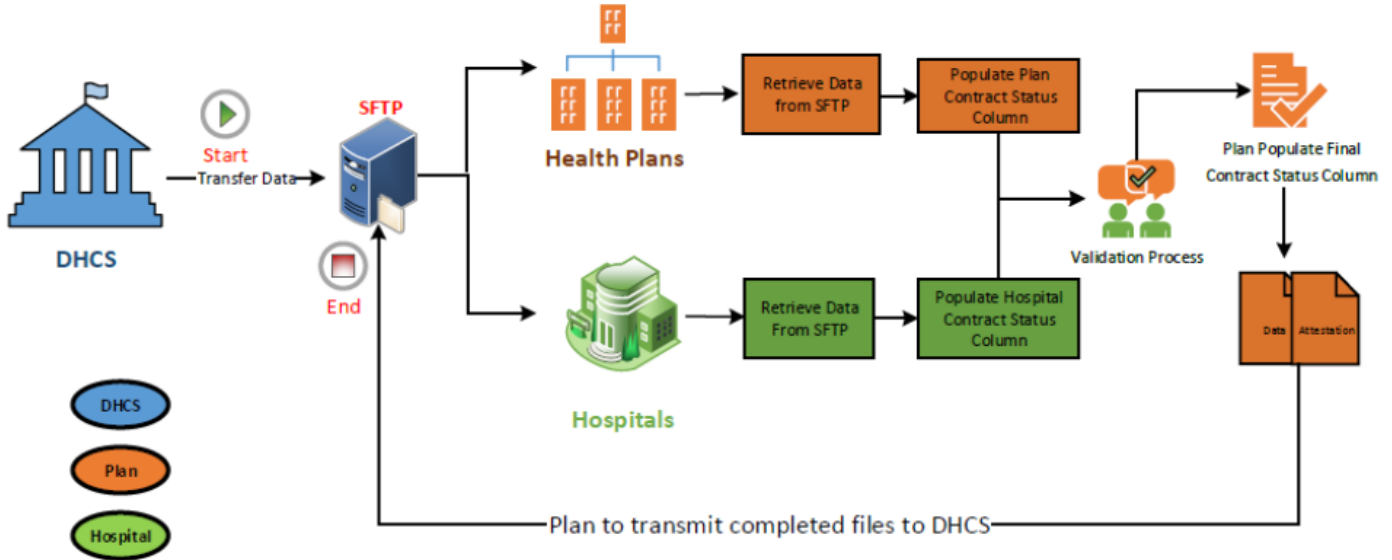 DHCS
Start
Transfer Data
SFTP
End
Health Plans
Retrieve Data
from SFTP
Populate Plan
Contract Status
Column
Hospitals
Retrieve Data
From SFTP
Populate Hospital
Contract Status
Column
Validation Process
Plan Populate Final
Contract Status Column
Data
Attestation
Plan to transmit completed files to DHCS
DHCS
Plan
Hospital